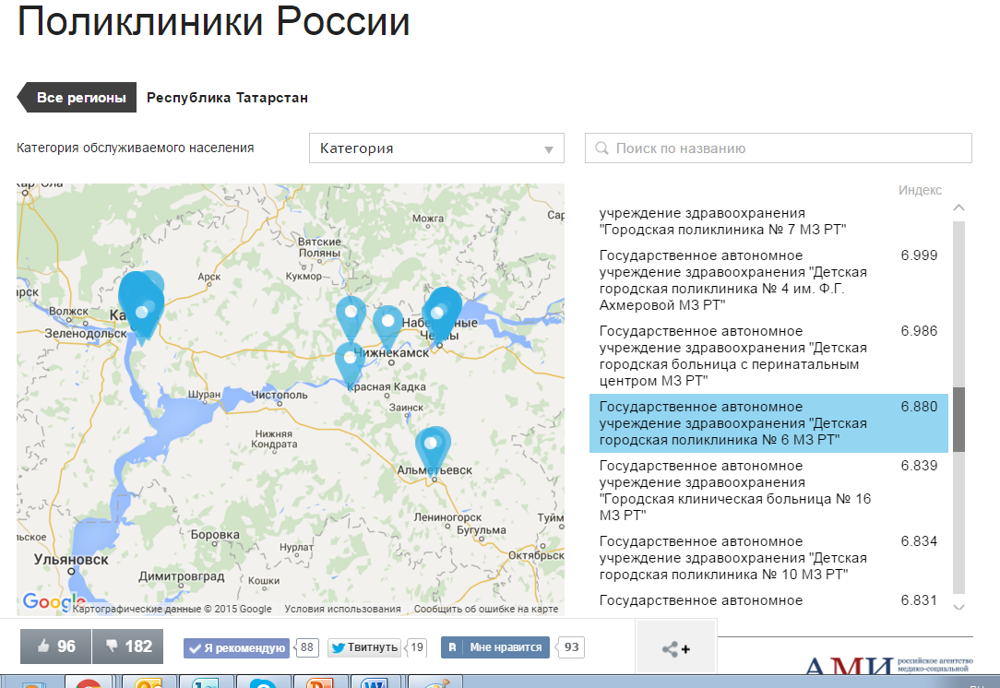 Поликлиники России
Все регионы
Республика Татарстан
Категория обслуживаемого населения
Категория
Поиск по названию
Индекс
учреждение здравоохранения
"Городская поликлиника № 7 МЗ РТ"
Государственное автономное 6.999
учреждение здравоохранения "Детская
городская поликлиника № 4 им. Ф.Г.
Ахмеровой МЗ РТ"
Государственное автономное 6.986
учреждение здравоохранения "Детская
городская больница с перинатальным
центром МЗ РТ"
Государственное автономное 6.880
учреждение здравоохранения "Детская
городская поликлиника № 6 МЗ РТ"
Государственное автономное 6.839
учреждение здравоохранения
"Городская клиническая больница № 16
МЗ РТ"
Государственное автономное 6.834
учреждение здравоохранения "Детская
городская поликлиника № 10 МЗ РТ"
Государственное автономное 6.831
Можга
Сар
Вятские
Поляны
Кукмор
Арск
арск
Волжск
Ка
Зеленодольск
Набережные
Челны
Нижнекамск
Красная Кадка
Заинск
Шуран
Чистополь
Нижняя
Кондрата
Альметьевск
Лениногорск
Бугульма
Туйм
Октябрьск
льское
Боровка
Нурлат
Ульяновск
Димитровград
Кошки
Google
Картографические данные © 2015 Google
Условия использования
Сообщить об ошибке на карте
96
182
Я рекомендую
88
Твитнуть
19
Мне нравится
93
АМИ
российское агентство
медико-социальной